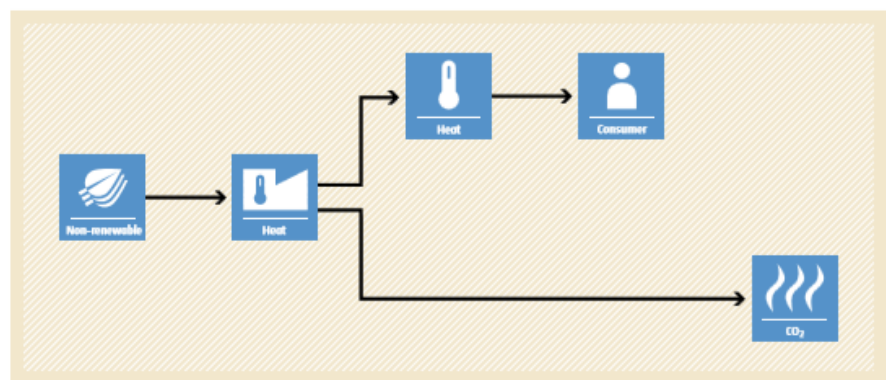 Heat
Consumer
Non-renewable
Heat
CO₂